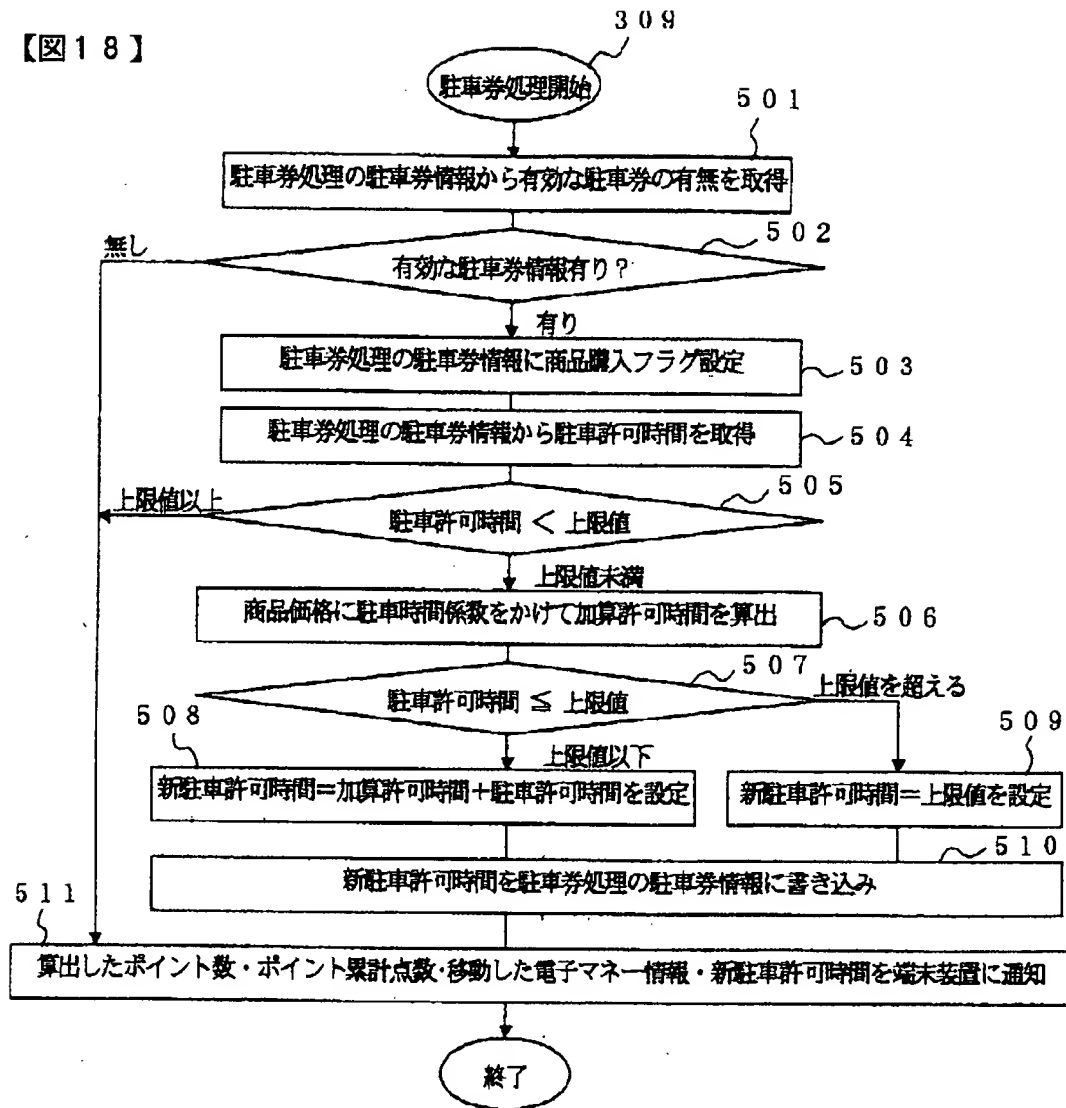 【図１８】
３０９
駐車券処理開始
５０１
駐車券処理の駐車券情報から有効な駐車券の有無を取得
５０２
無し
有効な駐車券情報有り？
有り
駐車券処理の駐車券情報に商品購入フラグ設定
５０３
駐車券処理の駐車券情報から駐車許可時間を取得
５０４
５０５
上限値以上
駐車許可時間 ＜ 上限値
上限値未満
商品価格に駐車時間係数をかけて加算許可時間を算出
５０６
５０７
駐車許可時間 ≦ 上限値
上限値を超える
５０８
上限値以下
５０９
新駐車許可時間＝加算許可時間＋駐車許可時間を設定
新駐車許可時間＝上限値を設定
５１０
新駐車許可時間を駐車券処理の駐車券情報に書き込み
５１１
算出したポイント数・ポイント累計点数・移動した電子マネー情報・新駐車許可時間を端末装置に通知
終了